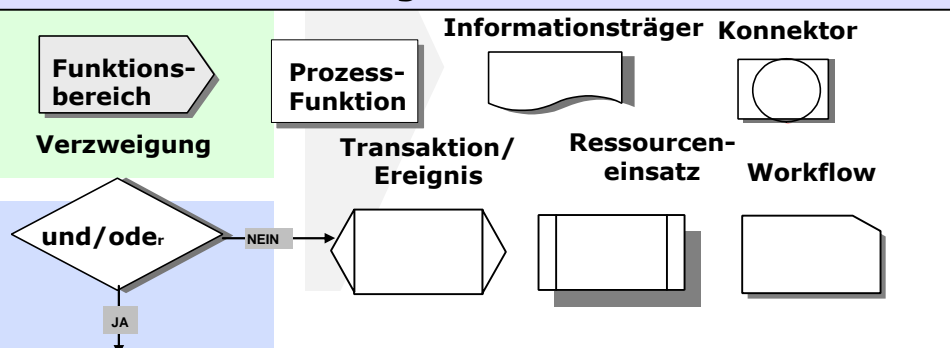 Informationsträger
Konnektor
Funktions-
bereich
Prozess-
Funktion
Verzweigung
Transaktion/
Ereignis
Ressourcen-
einsatz
Workflow
und/oder
NEIN
JA